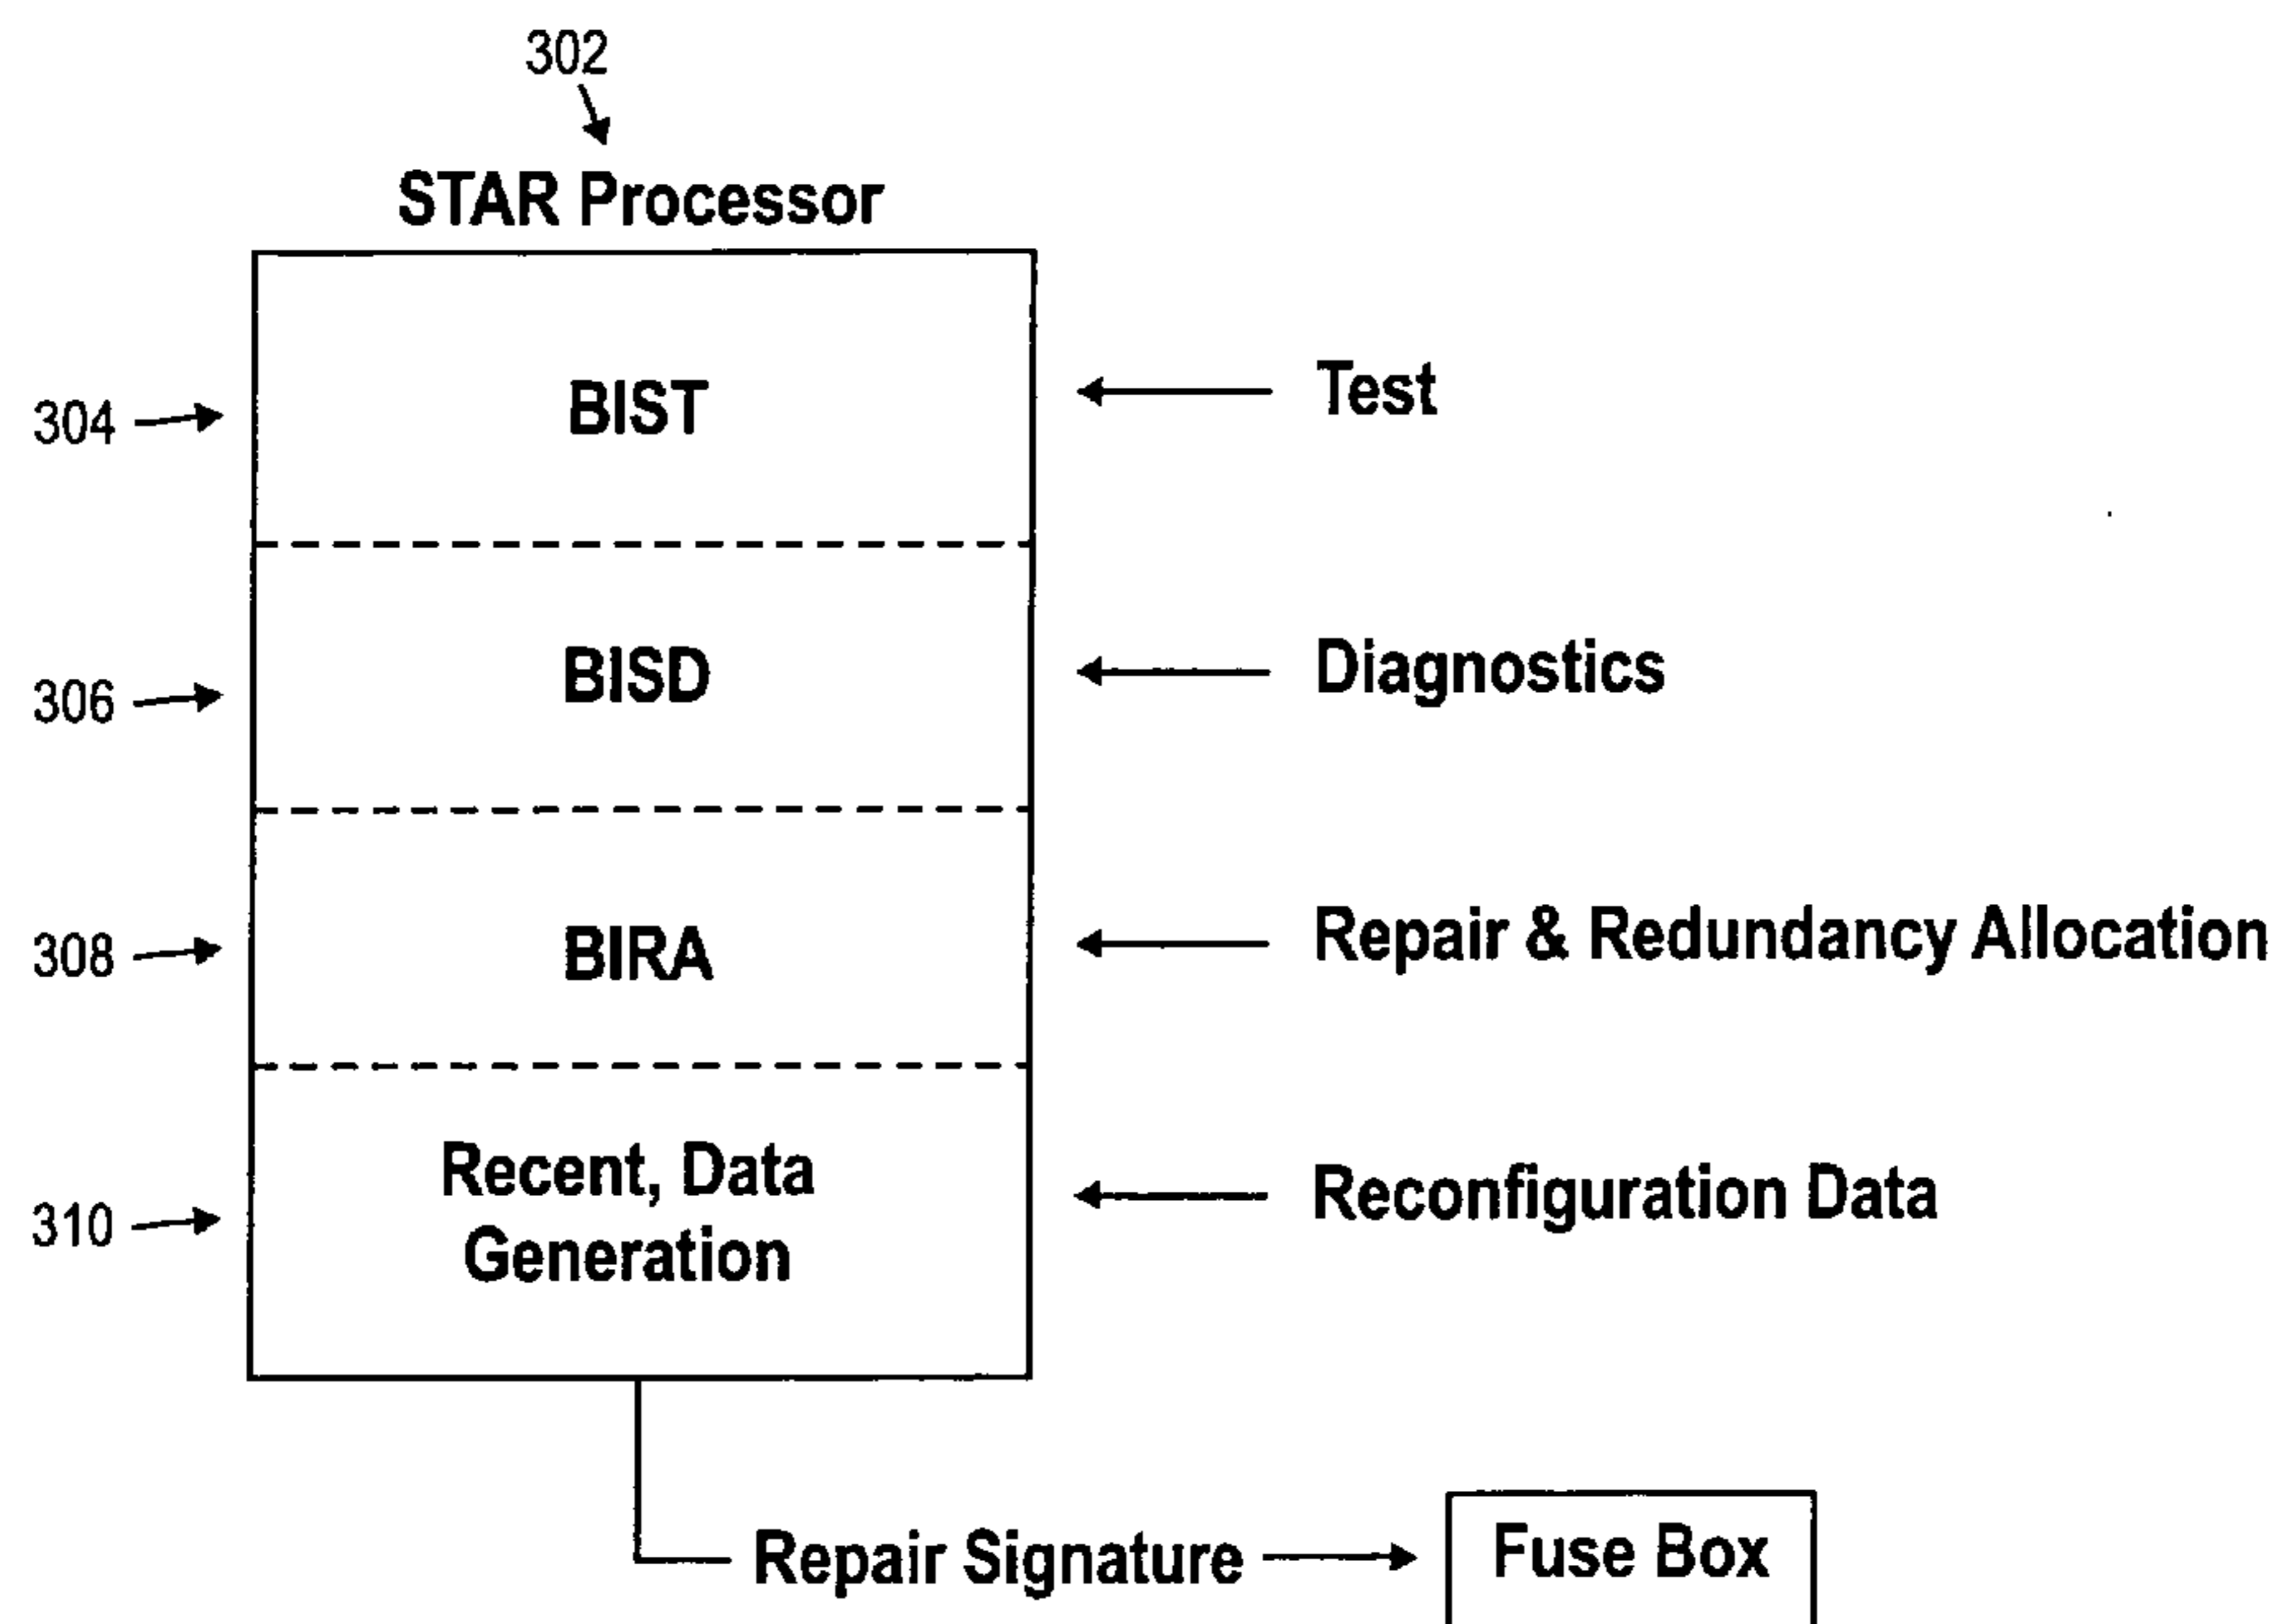 302
STAR Processor
304
BIST
Test
306
BISD
Diagnostics
308
BIRA
Repair & Redundancy Allocation
310
Recent, Data
Generation
Reconfiguration Data
Repair Signature
Fuse Box